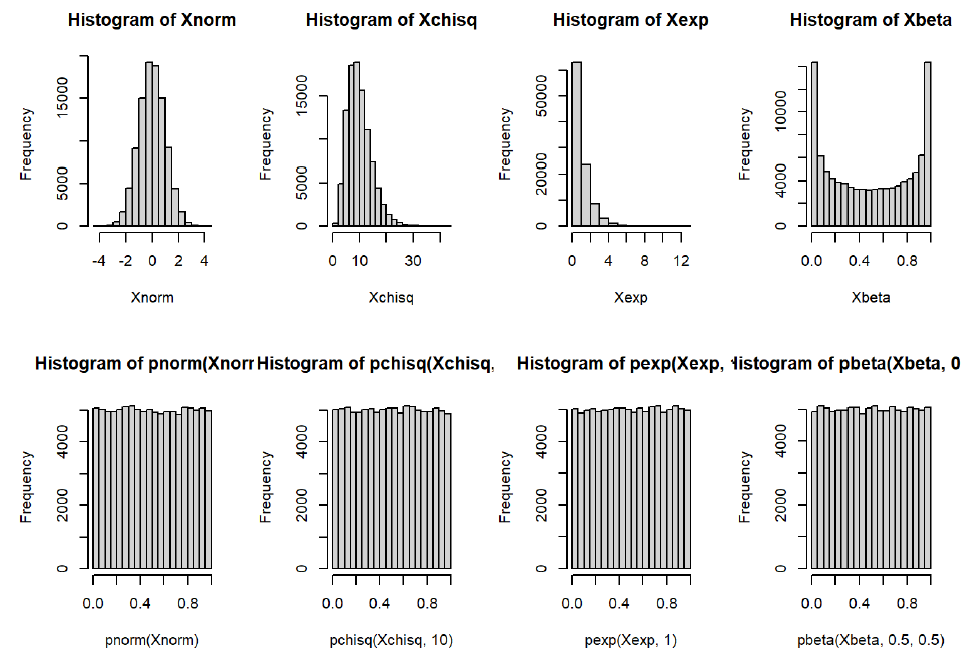 Histogram of Xnorm
Frequency
0 5000 15000
-4 -2 0 2 4
Xnorm
Histogram of Xchisq
Frequency
0 5000 15000
0 10 30
Xchisq
Histogram of Xexp
Frequency
0 20000 50000
0 4 8 12
Xexp
Histogram of Xbeta
Frequency
0 4000 10000
0.0 0.4 0.8
Xbeta
Histogram of pnorm(Xnorr
Frequency
0 2000 4000
0.0 0.4 0.8
pnorm(Xnorm)
Histogram of pchisq(Xchisq,
Frequency
0 2000 4000
0.0 0.4 0.8
pchisq(Xchisq, 10)
Histogram of pexp(Xexp,
Frequency
0 2000 4000
0.0 0.4 0.8
pexp(Xexp, 1)
Histogram of pbeta(Xbeta, 0
Frequency
0 2000 4000
0.0 0.4 0.8
pbeta(Xbeta, 0.5, 0.5)